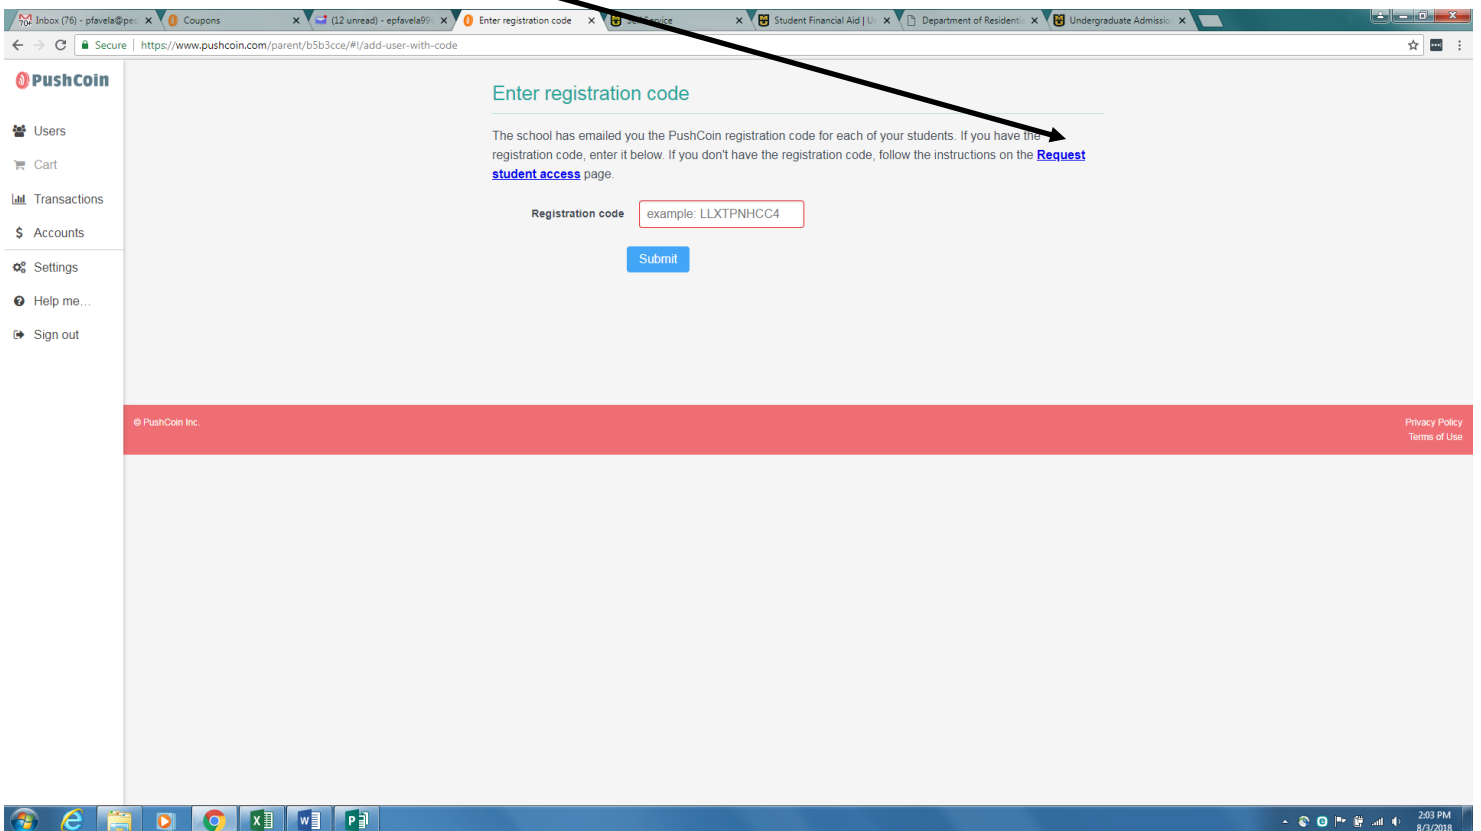 Inbox (76) - pfavela@pec
Coupons
(12 unread) - epfavela99
Enter registration code
Service
Student Financial Aid | Un
Department of Residentia
Undergraduate Admission
Secure | https://www.pushcoin.com/parent/b5b3cce/#!/add-user-with-code
PushCoin
Users
Cart
Transactions
$ Accounts
Settings
Help me...
Sign out
Enter registration code
The school has emailed you the PushCoin registration code for each of your students. If you have the
registration code, enter it below. If you don't have the registration code, follow the instructions on the Request
student access page.
Registration code example: LLXTPNHCC4
Submit
© PushCoin Inc.
Privacy Policy
Terms of Use
2:03 PM
8/3/2018